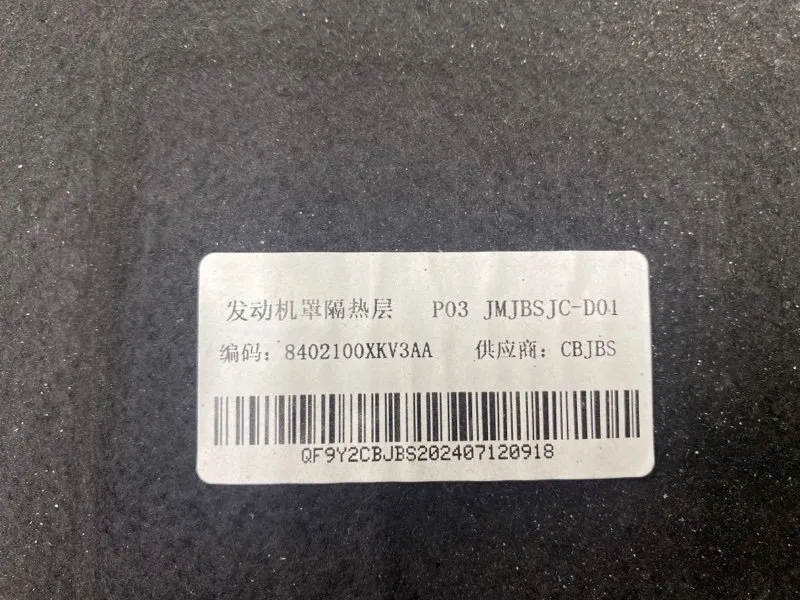 发动机罩隔热层 P03 JMJBSJC-D01
编码: 8402100XKV3AA 供应商: CBJBS
QF9Y2CBJBS202407120918